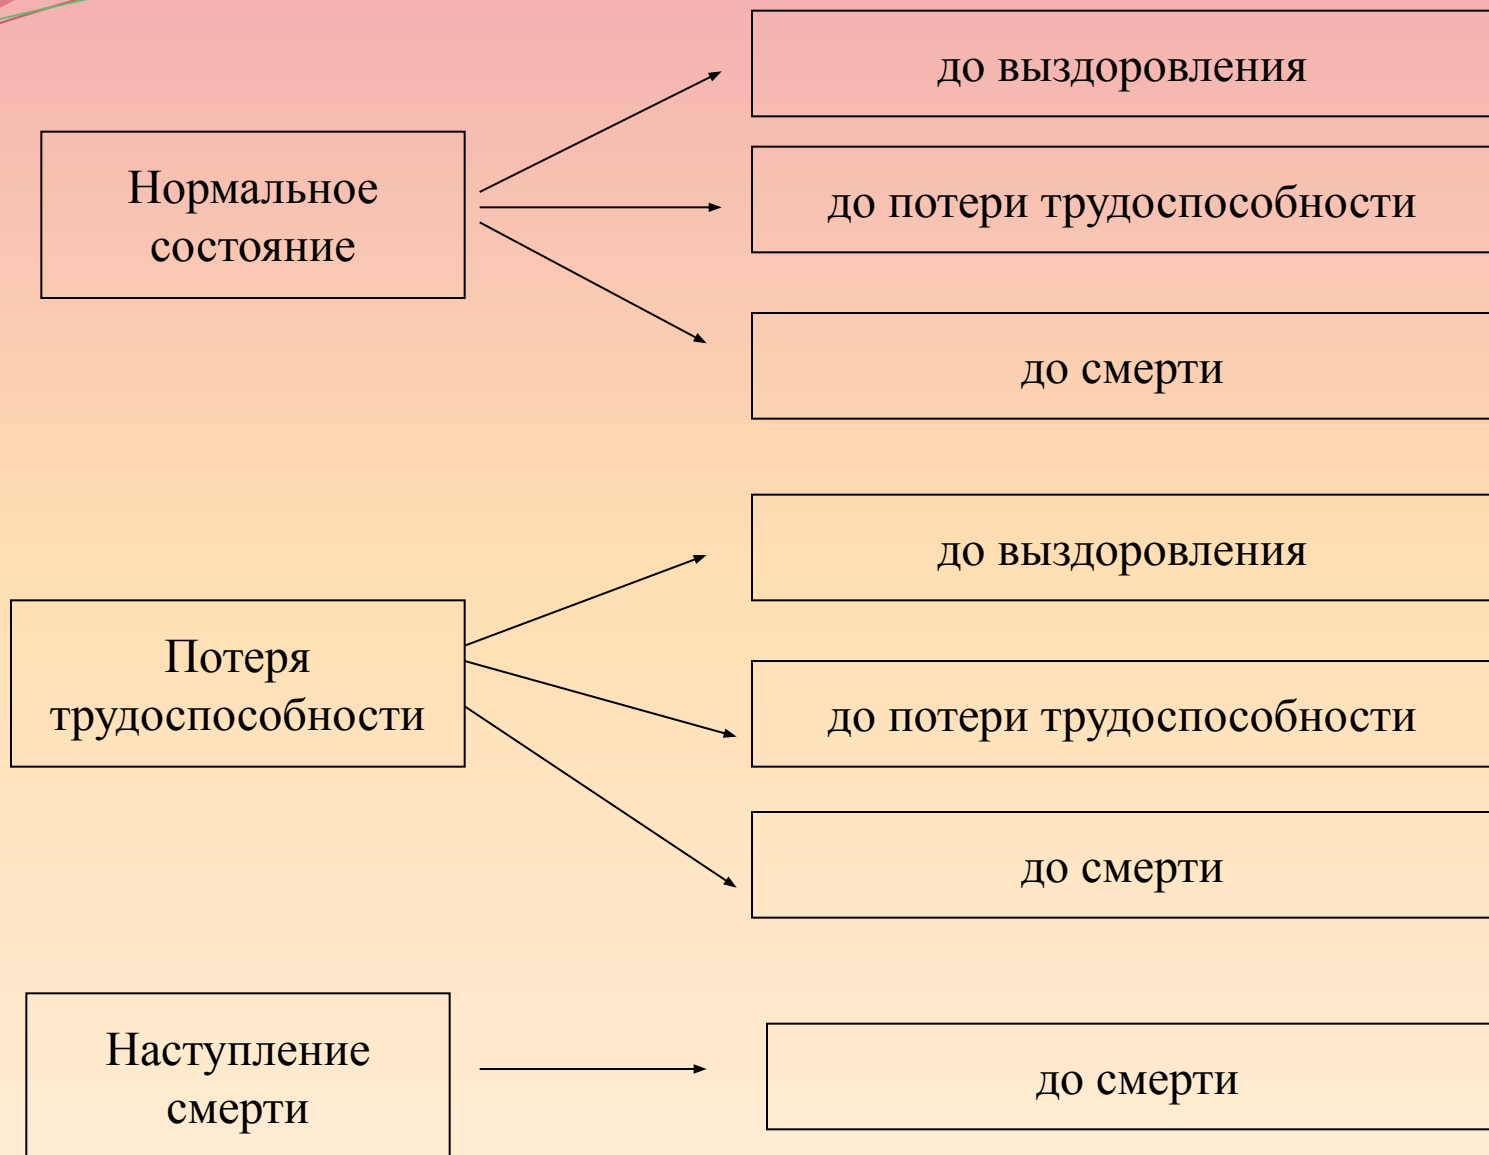 до выздоровления
Нормальное
состояние
до потери трудоспособности
до смерти
до выздоровления
Потеря
трудоспособности
до потери трудоспособности
до смерти
Наступление
смерти
до смерти